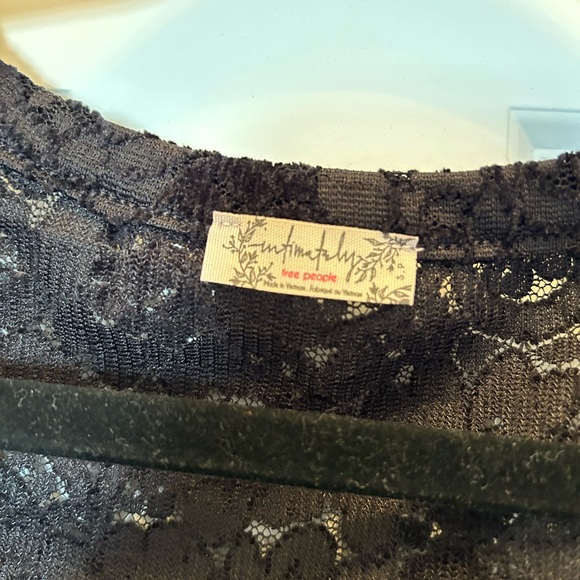 intimately
free people
Made in Vietnam . Fabriqué au Vietnam